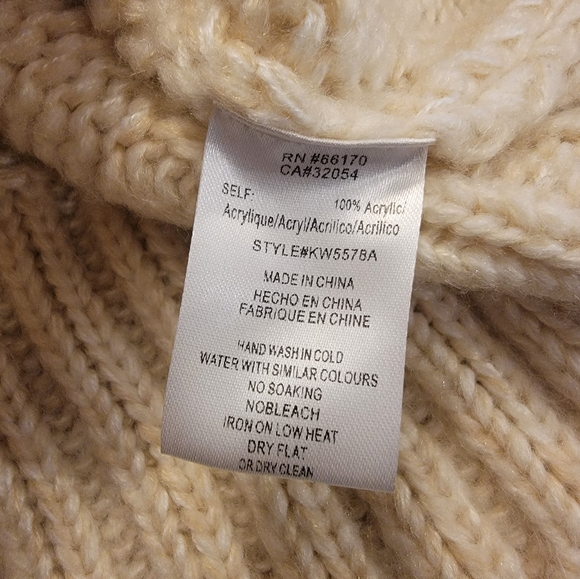 RN #66170
CA#32054
SELF: 100% Acrylic/
Acrylique/Acryl/Acrilico/Acrilico
STYLE#KW5578A
MADE IN CHINA
HECHO EN CHINA
FABRIQUE EN CHINE
HAND WASH IN COLD
WATER WITH SIMILAR COLOURS
NO SOAKING
NO BLEACH
IRON ON LOW HEAT
DRY FLAT
OR DRY CLEAN